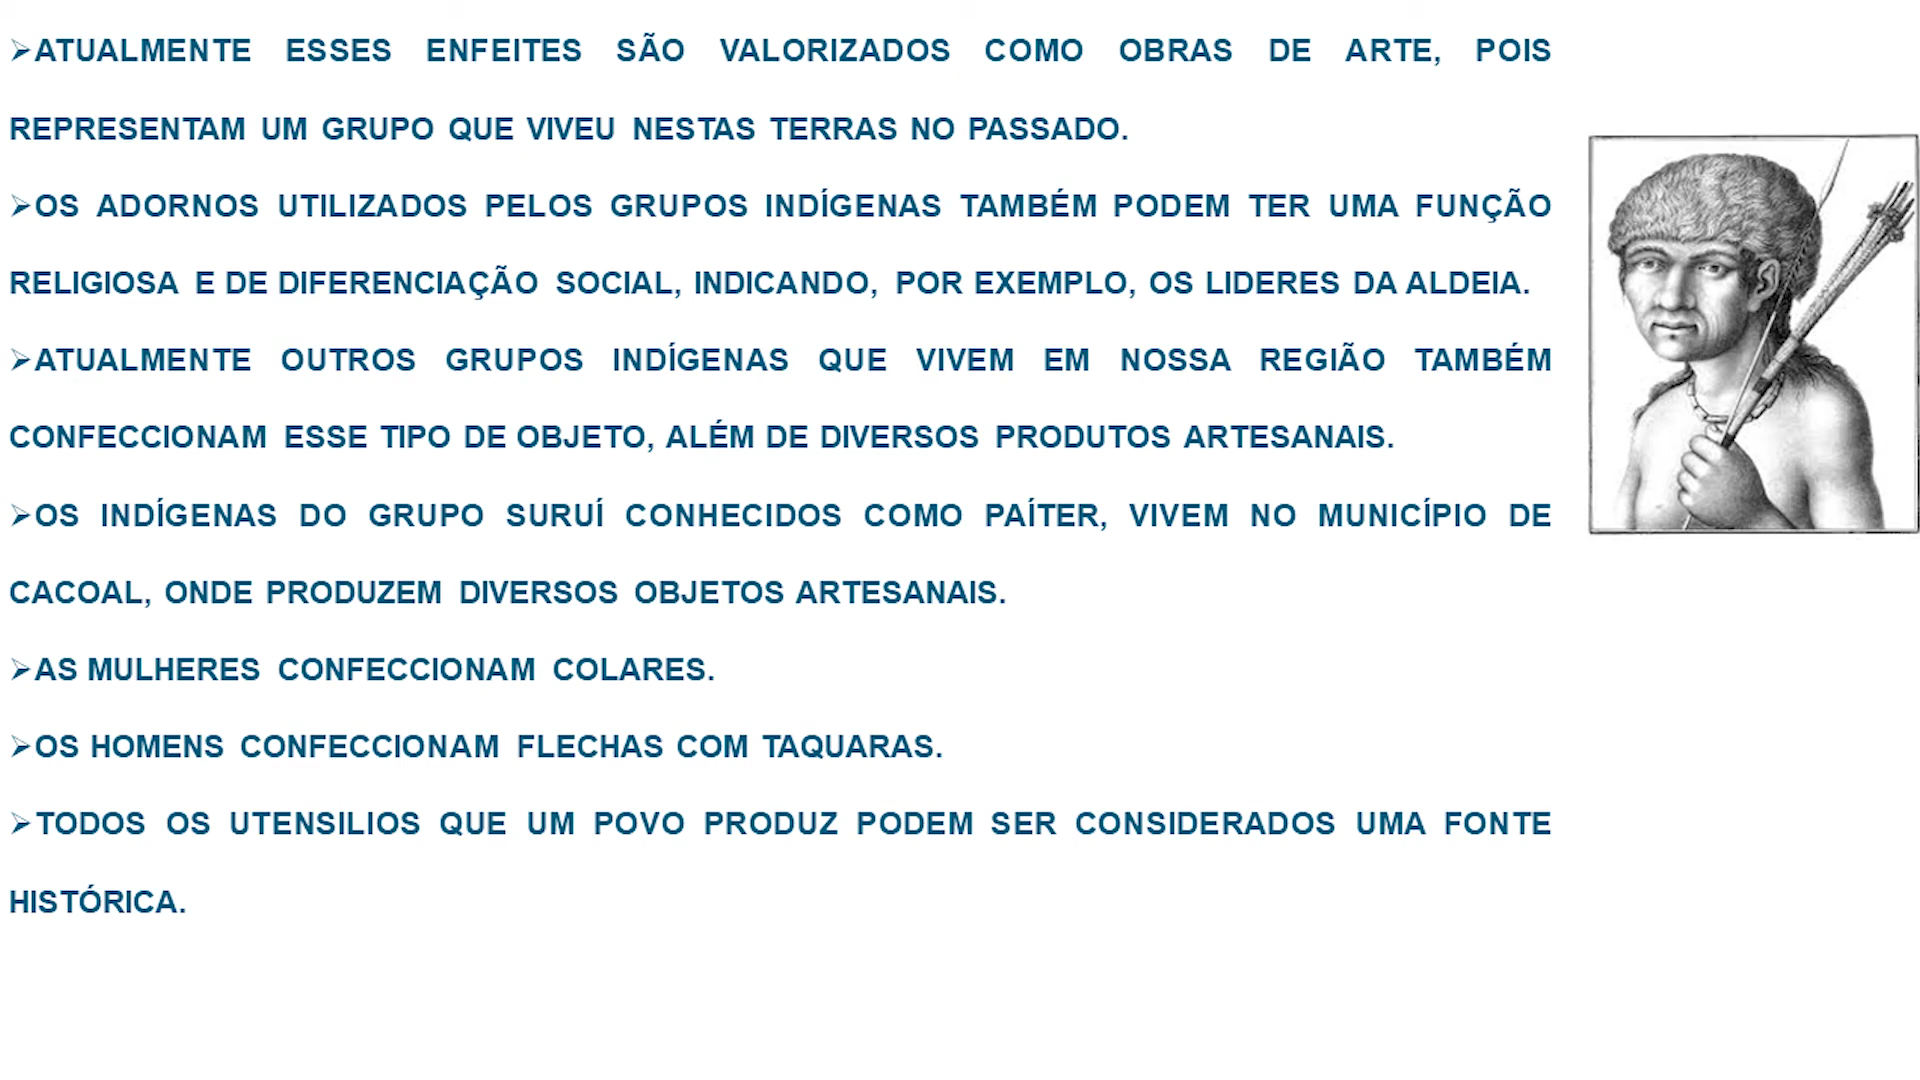 ➢ATUALMENTE ESSES ENFEITES SÃO VALORIZADOS COMO OBRAS DE ARTE, POIS
REPRESENTAM UM GRUPO QUE VIVEU NESTAS TERRAS NO PASSADO.
➢OS ADORNOS UTILIZADOS PELOS GRUPOS INDÍGENAS TAMBÉM PODEM TER UMA FUNÇÃO
RELIGIOSA E DE DIFERENCIAÇÃO SOCIAL, INDICANDO, POR EXEMPLO, OS LIDERES DA ALDEIA.
➢ATUALMENTE OUTROS GRUPOS INDÍGENAS QUE VIVEM EM NOSSA REGIÃO TAMBÉM
CONFECCIONAM ESSE TIPO DE OBJETO, ALÉM DE DIVERSOS PRODUTOS ARTESANAIS.
➢OS INDÍGENAS DO GRUPO SURUÍ CONHECIDOS COMO PAÍTER, VIVEM NO MUNICÍPIO DE
CACOAL, ONDE PRODUZEM DIVERSOS OBJETOS ARTESANAIS.
➢AS MULHERES CONFECCIONAM COLARES.
➢OS HOMENS CONFECCIONAM FLECHAS COM TAQUARAS.
➢TODOS OS UTENSILIOS QUE UM POVO PRODUZ PODEM SER CONSIDERADOS UMA FONTE
HISTÓRICA.